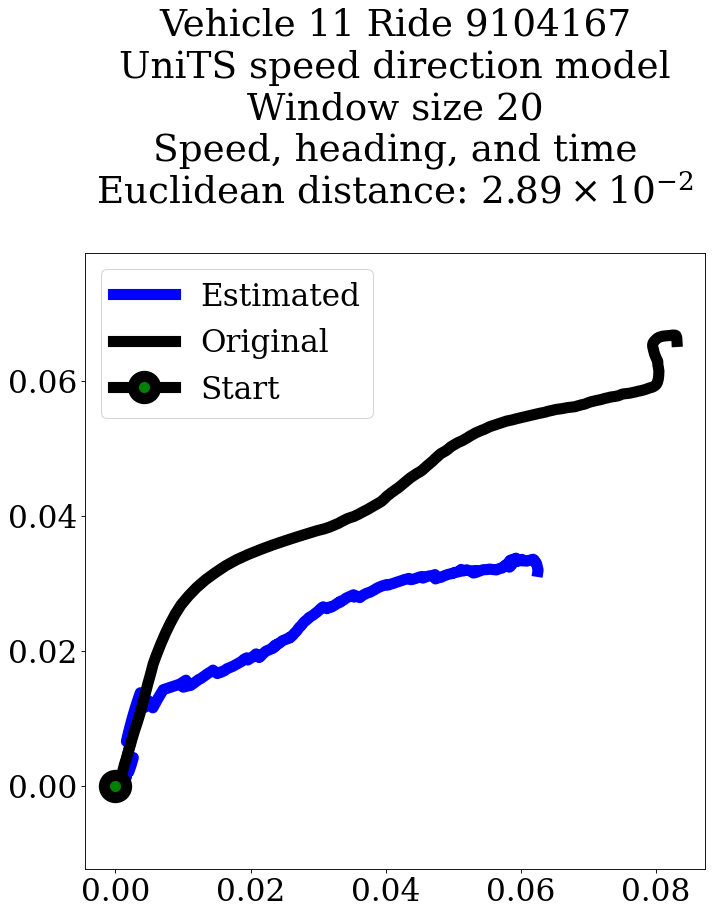 Vehicle 11 Ride 9104167
UniTS speed direction model
Window size 20
Speed, heading, and time
Euclidean distance: 2.89 × 10⁻²
Estimated
Original
Start
0.06
0.04
0.02
0.00
0.00 0.02 0.04 0.06 0.08